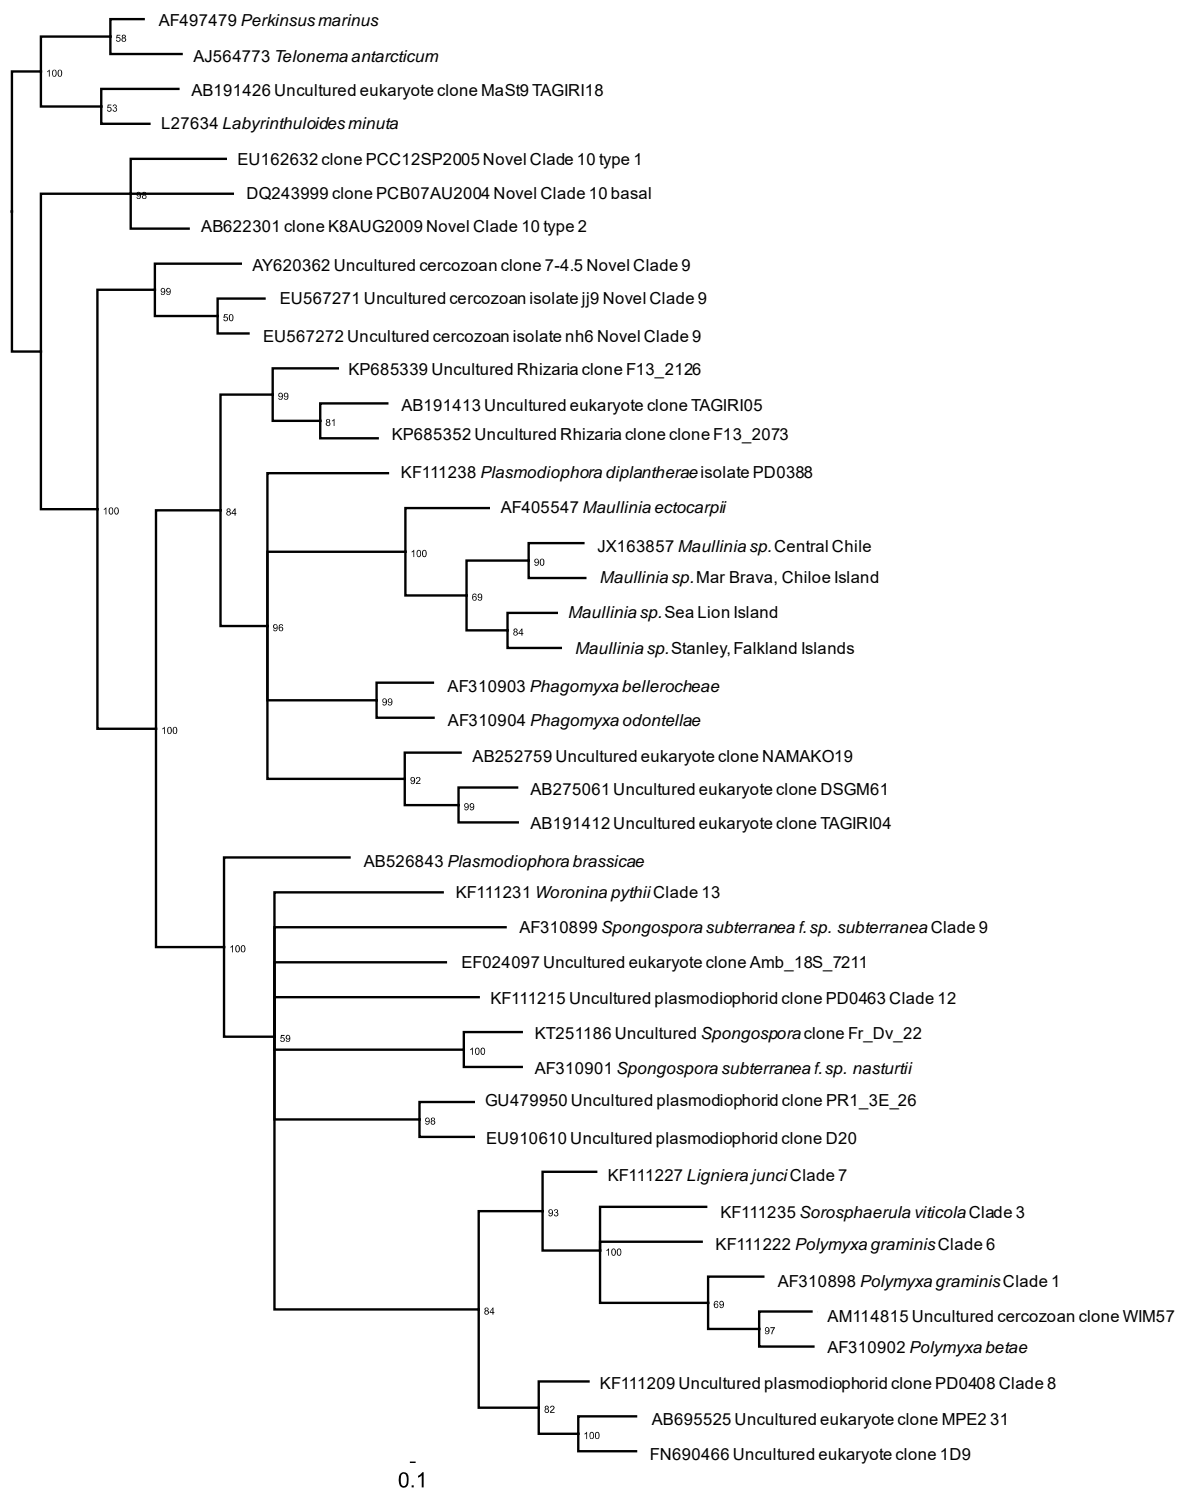 AF497479 Perkinsus marinus
58
AJ564773 Telonema antarcticum
100
AB191426 Uncultured eukaryote clone MaSt9 TAGIRI18
53
L27634 Labyrinthuloides minuta
EU162632 clone PCC12SP2005 Novel Clade 10 type 1
98
DQ243999 clone PCB07AU2004 Novel Clade 10 basal
AB622301 clone K8AUG2009 Novel Clade 10 type 2
AY620362 Uncultured cercozoan clone 7-4.5 Novel Clade 9
99
EU567271 Uncultured cercozoan isolate jj9 Novel Clade 9
50
EU567272 Uncultured cercozoan isolate nh6 Novel Clade 9
KP685339 Uncultured Rhizaria clone F13_2126
99
AB191413 Uncultured eukaryote clone TAGIRI05
81
KP685352 Uncultured Rhizaria clone clone F13_2073
KF111238 Plasmodiophora diplantherae isolate PD0388
100
84
AF405547 Maullinia ectocarpii
100
JX163857 Maullinia sp. Central Chile
90
Maullinia sp. Mar Brava, Chiloe Island
69
Maullinia sp. Sea Lion Island
96
84
Maullinia sp. Stanley, Falkland Islands
AF310903 Phagomyxa bellerocheae
99
AF310904 Phagomyxa odontellae
100
AB252759 Uncultured eukaryote clone NAMAKO19
92
AB275061 Uncultured eukaryote clone DSGM61
99
AB191412 Uncultured eukaryote clone TAGIRI04
AB526843 Plasmodiophora brassicae
KF111231 Woronina pythii Clade 13
AF310899 Spongospora subterranea f. sp. subterranea Clade 9
100
EF024097 Uncultured eukaryote clone Amb_18S_7211
KF111215 Uncultured plasmodiophorid clone PD0463 Clade 12
KT251186 Uncultured Spongospora clone Fr_Dv_22
59
100
AF310901 Spongospora subterranea f. sp. nasturtii
GU479950 Uncultured plasmodiophorid clone PR1_3E_26
98
EU910610 Uncultured plasmodiophorid clone D20
KF111227 Ligniera junci Clade 7
93
KF111235 Sorosphaerula viticola Clade 3
KF111222 Polymyxa graminis Clade 6
100
AF310898 Polymyxa graminis Clade 1
69
84
AM114815 Uncultured cercozoan clone WIM57
97
AF310902 Polymyxa betae
KF111209 Uncultured plasmodiophorid clone PD0408 Clade 8
82
AB695525 Uncultured eukaryote clone MPE2 31
100
FN690466 Uncultured eukaryote clone 1D9
0.1